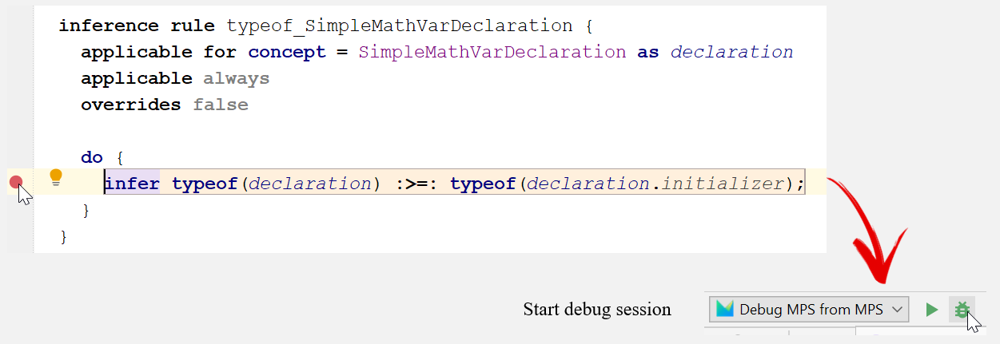 inference rule typeof_SimpleMathVarDeclaration {
applicable for concept = SimpleMathVarDeclaration as declaration
applicable always
overrides false
do {
infer typeof(declaration) :>=: typeof(declaration.initializer);
}
}
Start debug session
Debug MPS from MPS